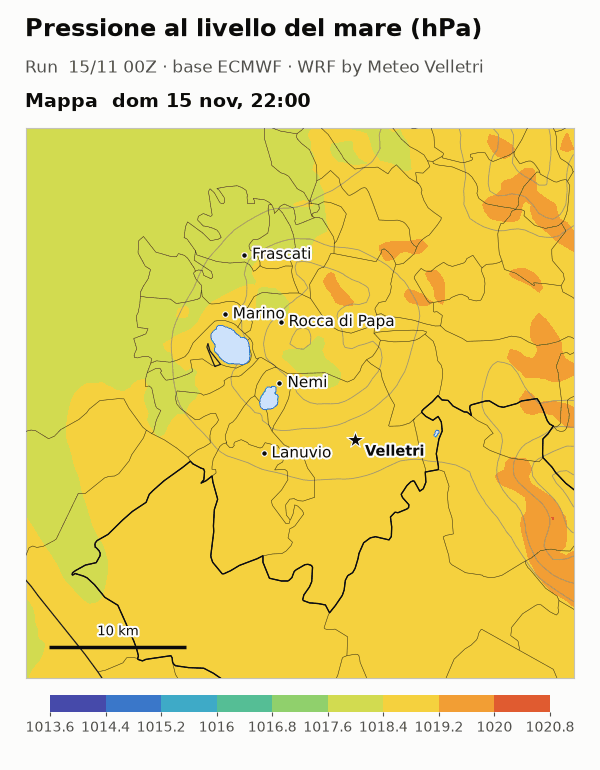 Pressione al livello del mare (hPa)
Run  15/11 00Z · base ECMWF · WRF by Meteo Velletri
Mappa  dom 15 nov, 22:00
Frascati
Marino
Rocca di Papa
Nemi
Velletri
Lanuvio
10 km
1013.6 1014.4 1015.2 1016 1016.8 1017.6 1018.4 1019.2 1020 1020.8